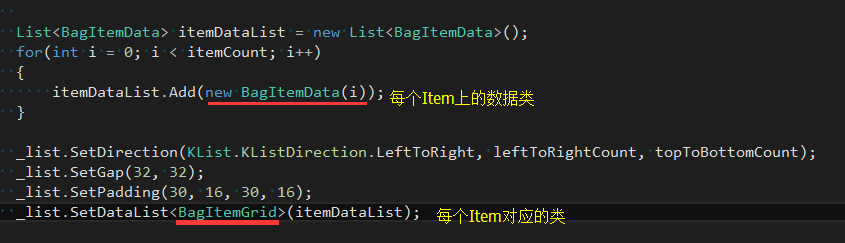 List<BagItemData> itemDataList = new List<BagItemData>();
for(int i = 0; i < itemCount; i++)
{
itemDataList.Add(new BagItemData(i)); 每个Item上的数据类
}
_list.SetDirection(KList.KListDirection.LeftToRight, leftToRightCount, topToBottomCount);
_list.SetGap(32, 32);
_list.SetPadding(30, 16, 30, 16);
_list.SetDataList<BagItemGrid>(itemDataList); 每个Item对应的类